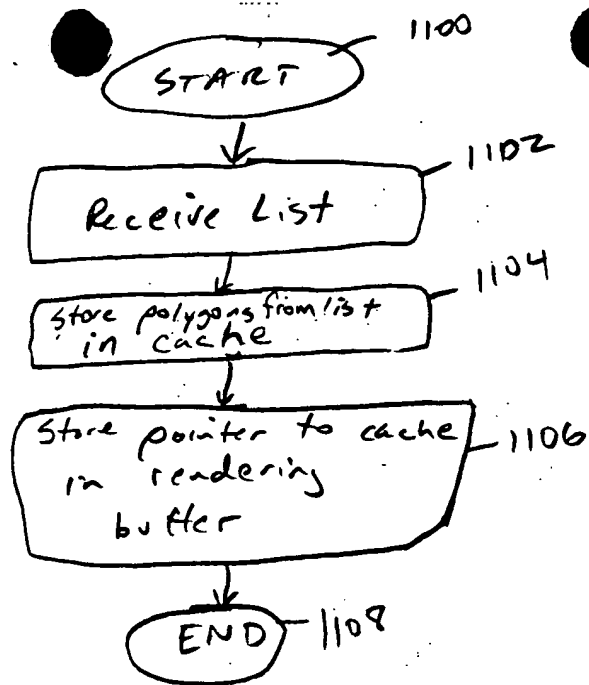 1100
START
1102
Receive List
1104
Store polygons from list
in cache
Store pointer to cache
in rendering
buffer
1106
END
1108